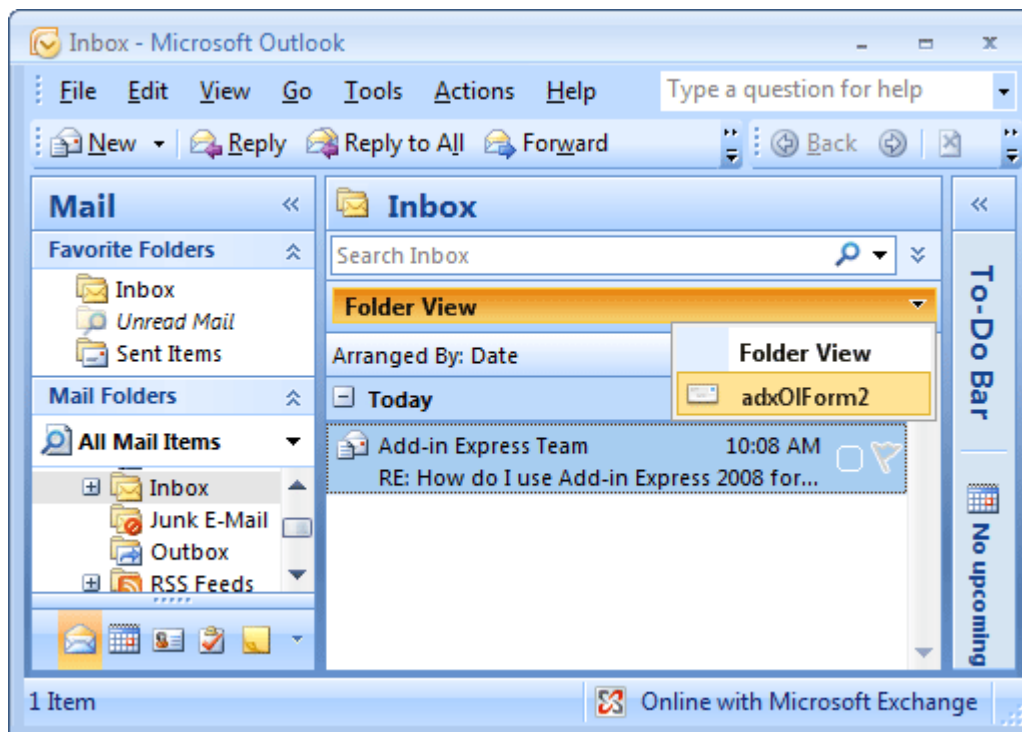 Inbox - Microsoft Outlook
File Edit View Go Tools Actions Help Type a question for help
New Reply Reply to All Forward Back
Mail
Favorite Folders
Inbox
Unread Mail
Sent Items
Mail Folders
All Mail Items
Inbox
Junk E-Mail
Outbox
RSS Feeds
Inbox
Search Inbox
Folder View
Arranged By: Date
Folder View
adxOlForm2
Today
Add-in Express Team 10:08 AM
RE: How do I use Add-in Express 2008 for...
To-Do Bar
No upcoming
1 Item Online with Microsoft Exchange